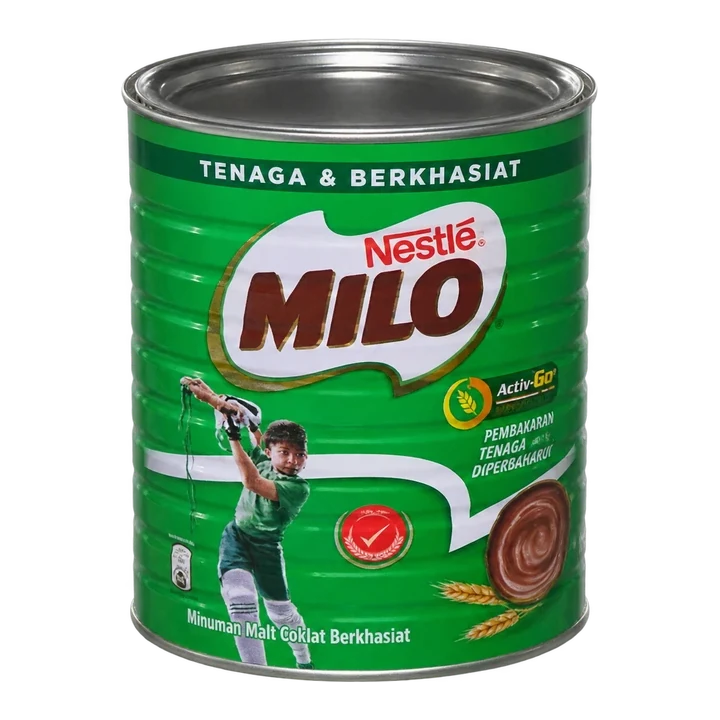 TENAGA & BERKHASIAT
Nestlé®
MILO®
Activ-Go®
PEMBAKARAN
TENAGA
DIPERBAHARUI
Minuman Malt Coklat Berkhasiat